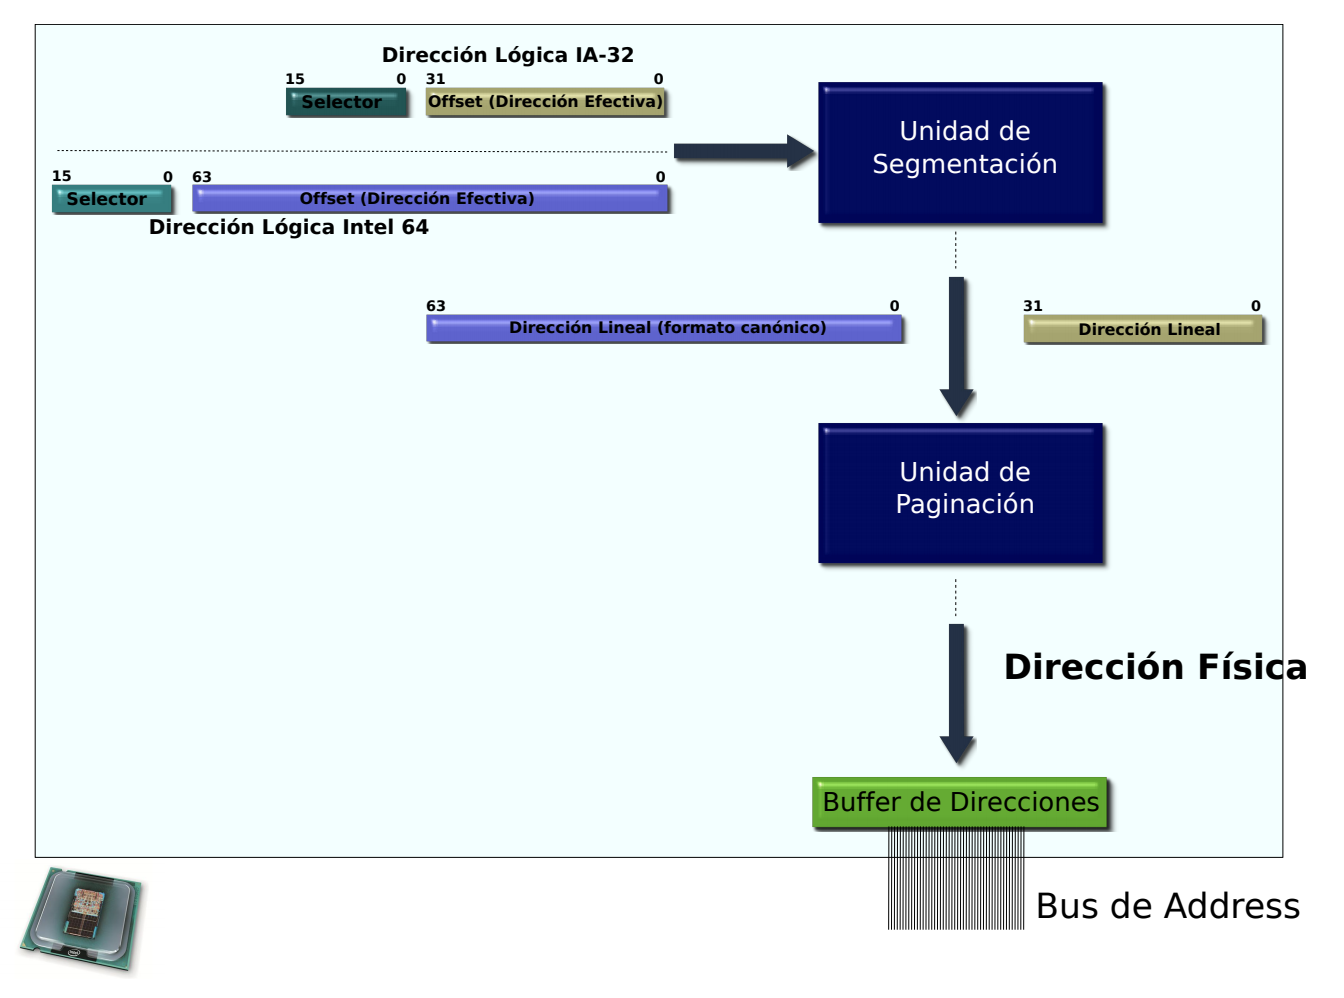 Dirección Lógica IA-32
15 0 31 0
Selector Offset (Dirección Efectiva)
Unidad de
Segmentación
15 0 63 0
Selector Offset (Dirección Efectiva)
Dirección Lógica Intel 64
63 0 31 0
Dirección Lineal (formato canónico) Dirección Lineal
Unidad de
Paginación
Dirección Física
Buffer de Direcciones
Bus de Address